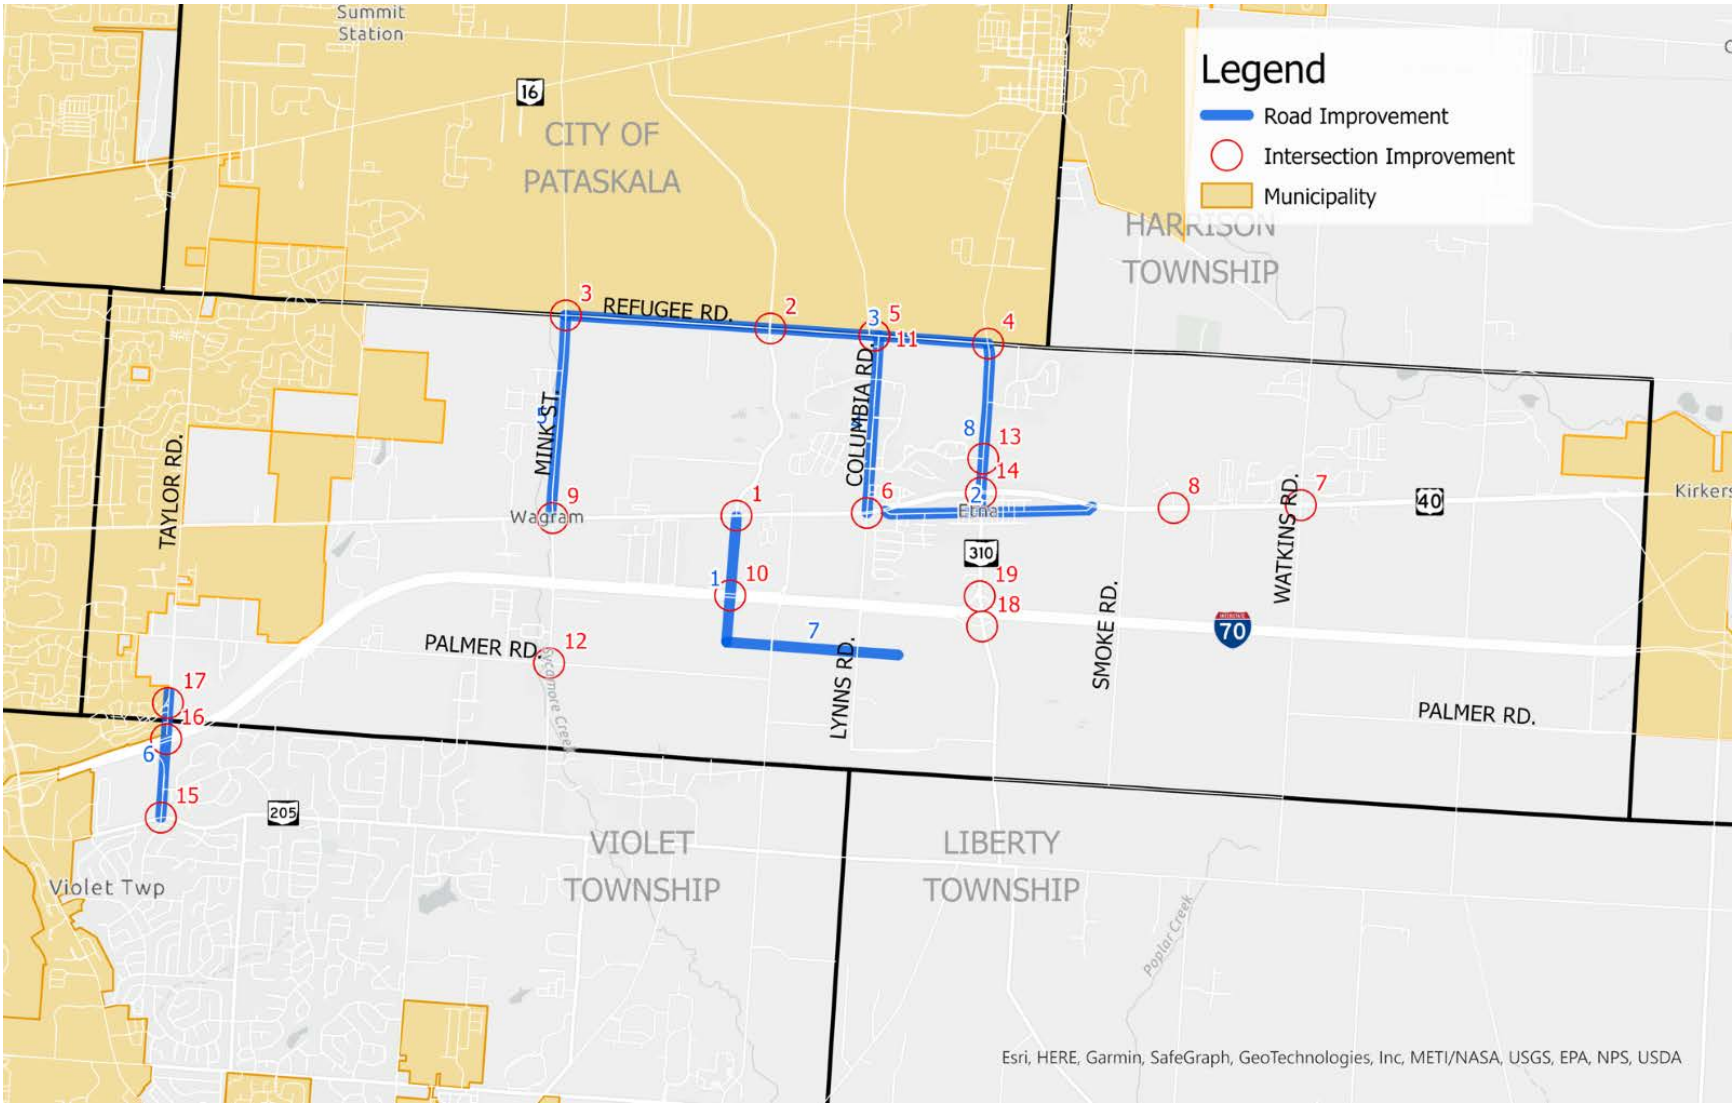 Summit
Station
16
CITY OF
PATASKALA
Legend
Road Improvement
Intersection Improvement
Municipality
HARRISON
TOWNSHIP
3
REFUGEE RD.
2
3
5
11
4
TAYLOR RD.
MINK ST.
5
COLUMBIA RD.
8
13
14
9
Wagram
1
6
2
Etna
8
7
WATKINS RD.
40
Kirkers
310
1
10
19
18
SMOKE RD.
70
PALMER RD.
12
7
LYNNS RD.
Sycamore Creek
PALMER RD.
17
16
6
15
205
VIOLET
TOWNSHIP
LIBERTY
TOWNSHIP
Violet Twp
Poplar Creek
Esri, HERE, Garmin, SafeGraph, GeoTechnologies, Inc, METI/NASA, USGS, EPA, NPS, USDA